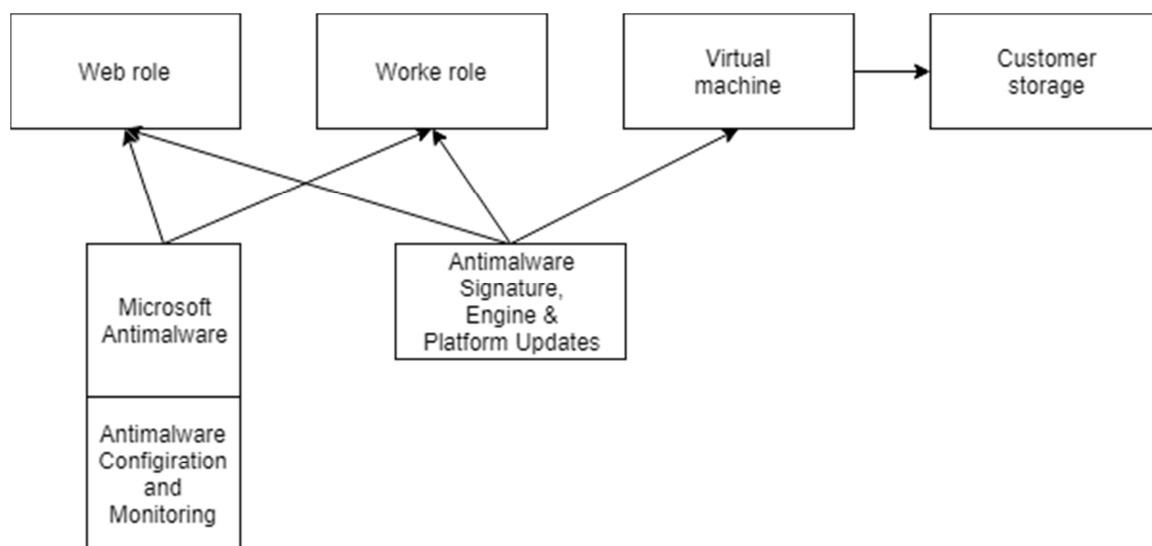 Web role
Worke role
Virtual
machine
Customer
storage
Microsoft
Antimalware
Antimalware
Signature,
Engine &
Platform Updates
Antimalware
Configiration
and
Monitoring